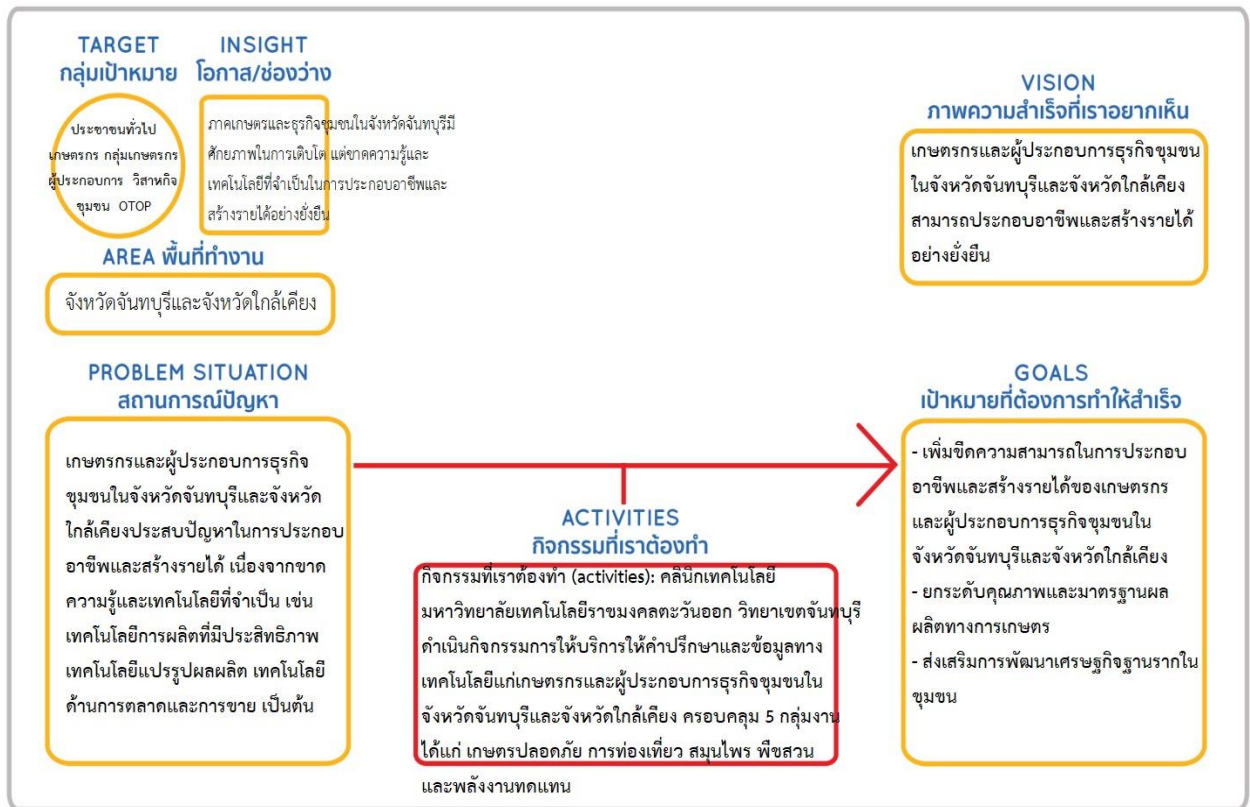 TARGET
กลุ่มเป้าหมาย
ประชาชนทั่วไป
เกษตรกร กลุ่มเกษตรกร
ผู้ประกอบการ วิสาหกิจ
ชุมชน OTOP
INSIGHT
โอกาส/ช่องว่าง
ภาคเกษตรและธุรกิจชุมชนในจังหวัดจันทบุรีมี
ศักยภาพในการเติบโต แต่ขาดความรู้และ
เทคโนโลยีที่จำเป็นในการประกอบอาชีพและ
สร้างรายได้อย่างยั่งยืน
VISION
ภาพความสำเร็จที่เราอยากเห็น
เกษตรกรและผู้ประกอบการธุรกิจชุมชน
ในจังหวัดจันทบุรีและจังหวัดใกล้เคียง
สามารถประกอบอาชีพและสร้างรายได้
อย่างยั่งยืน
AREA พื้นที่ทำงาน
จังหวัดจันทบุรีและจังหวัดใกล้เคียง
PROBLEM SITUATION
สถานการณ์ปัญหา
เกษตรกรและผู้ประกอบการธุรกิจ
ชุมชนในจังหวัดจันทบุรีและจังหวัด
ใกล้เคียงประสบปัญหาในการประกอบ
อาชีพและสร้างรายได้ เนื่องจากขาด
ความรู้และเทคโนโลยีที่จำเป็น เช่น
เทคโนโลยีการผลิตที่มีประสิทธิภาพ
เทคโนโลยีแปรรูปผลผลิต เทคโนโลยี
ด้านการตลาดและการขาย เป็นต้น
ACTIVITIES
กิจกรรมที่เราต้องทำ
กิจกรรมที่เราต้องทำ (activities): คลินิกเทคโนโลยี
มหาวิทยาลัยเทคโนโลยีราชมงคลตะวันออก วิทยาเขตจันทบุรี
ดำเนินกิจกรรมการให้บริการให้คำปรึกษาและข้อมูลทาง
เทคโนโลยีแก่เกษตรกรและผู้ประกอบการธุรกิจชุมชนใน
จังหวัดจันทบุรีและจังหวัดใกล้เคียง ครอบคลุม 5 กลุ่มงาน
ได้แก่ เกษตรปลอดภัย การท่องเที่ยว สมุนไพร พืชสวน
และพลังงานทดแทน
GOALS
เป้าหมายที่ต้องการทำให้สำเร็จ
- เพิ่มขีดความสามารถในการประกอบ
อาชีพและสร้างรายได้ของเกษตรกร
และผู้ประกอบการธุรกิจชุมชนใน
จังหวัดจันทบุรีและจังหวัดใกล้เคียง
- ยกระดับคุณภาพและมาตรฐานผล
ผลิตทางการเกษตร
- ส่งเสริมการพัฒนาเศรษฐกิจฐานรากใน
ชุมชน